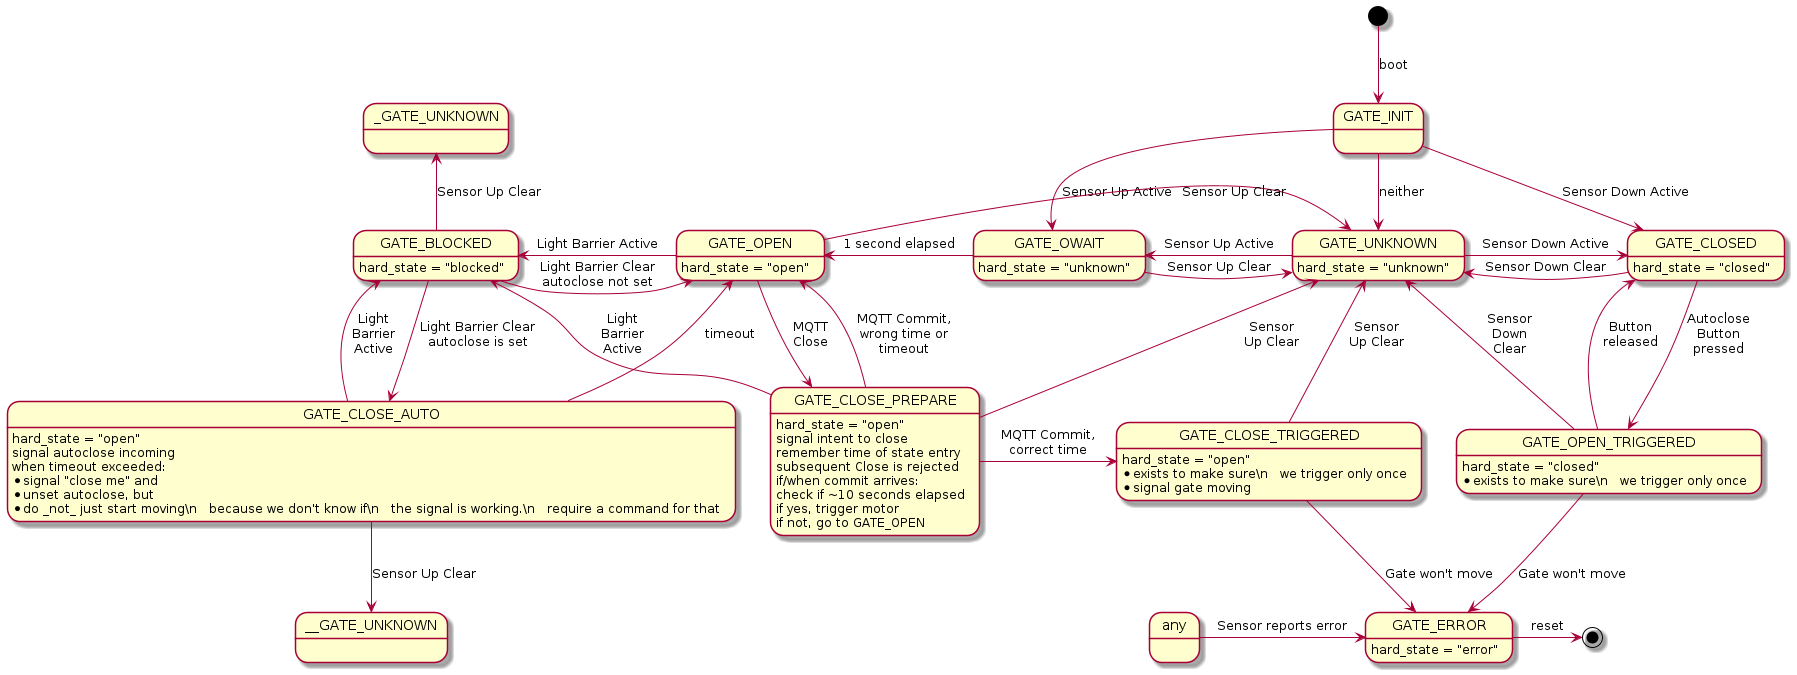 boot
GATE_INIT
_GATE_UNKNOWN
Sensor Up Clear
Sensor Up Active
Sensor Up Clear
neither
Sensor Down Active
GATE_BLOCKED
hard_state = "blocked"
Light Barrier Active
Light Barrier Clear
autoclose not set
GATE_OPEN
hard_state = "open"
1 second elapsed
GATE_OWAIT
hard_state = "unknown"
Sensor Up Active
Sensor Up Clear
GATE_UNKNOWN
hard_state = "unknown"
Sensor Down Active
Sensor Down Clear
GATE_CLOSED
hard_state = "closed"
Light
Barrier
Active
Light Barrier Clear
autoclose is set
Light
Barrier
Active
timeout
MQTT
Close
MQTT Commit,
wrong time or
timeout
Sensor
Up Clear
Sensor
Up Clear
Sensor
Down
Clear
Button
released
Autoclose
Button
pressed
GATE_CLOSE_AUTO
hard_state = "open"
signal autoclose incoming
when timeout exceeded:
• signal "close me" and
• unset autoclose, but
• do _not_ just start moving\n   because we don't know if\n   the signal is working.\n   require a command for that
GATE_CLOSE_PREPARE
hard_state = "open"
signal intent to close
remember time of state entry
subsequent Close is rejected
if/when commit arrives:
check if ~10 seconds elapsed
if yes, trigger motor
if not, go to GATE_OPEN
MQTT Commit,
correct time
GATE_CLOSE_TRIGGERED
hard_state = "open"
• exists to make sure\n   we trigger only once
• signal gate moving
GATE_OPEN_TRIGGERED
hard_state = "closed"
• exists to make sure\n   we trigger only once
Sensor Up Clear
Gate won't move
Gate won't move
__GATE_UNKNOWN
any
Sensor reports error
GATE_ERROR
hard_state = "error"
reset